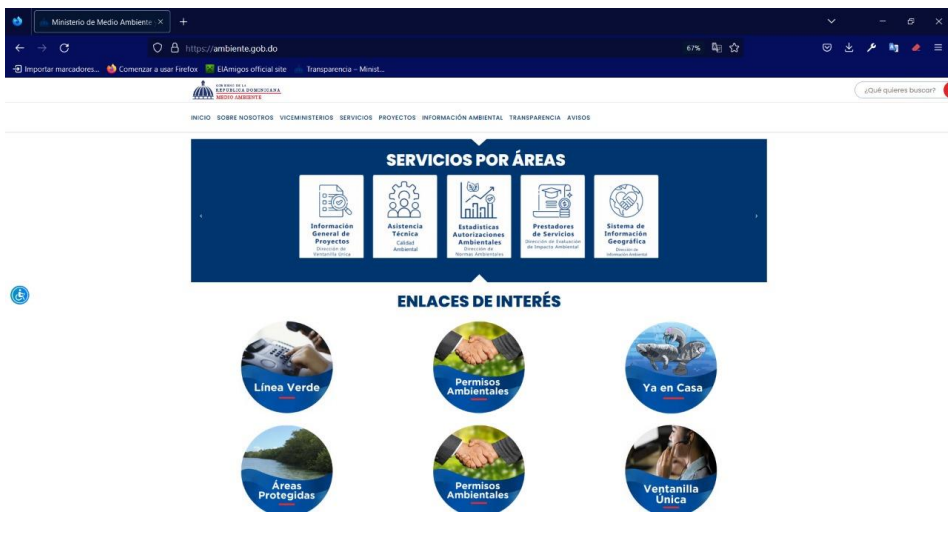 Ministerio de Medio Ambiente
https://ambiente.gob.do
67%
Importar marcadores...
Comenzar a usar Firefox
ElAmigos official site
Transparencia – Minist...
GOBIERNO DE LA
REPÚBLICA DOMINICANA
MEDIO AMBIENTE
¿Qué quieres buscar?
INICIO SOBRE NOSOTROS VICEMINISTERIOS SERVICIOS PROYECTOS INFORMACIÓN AMBIENTAL TRANSPARENCIA AVISOS
SERVICIOS POR ÁREAS
Información
General de
Proyectos
Dirección de
Ventanilla Única
Asistencia
Técnica
Calidad
Ambiental
Estadísticas
Autorizaciones
Ambientales
Dirección de
Normas Ambientales
Prestadores
de Servicios
Dirección de Evaluación
de Impacto Ambiental
Sistema de
Información
Geográfica
Dirección de
Información Ambiental
ENLACES DE INTERÉS
Línea Verde
Permisos
Ambientales
Ya en Casa
Áreas
Protegidas
Permisos
Ambientales
Ventanilla
Única